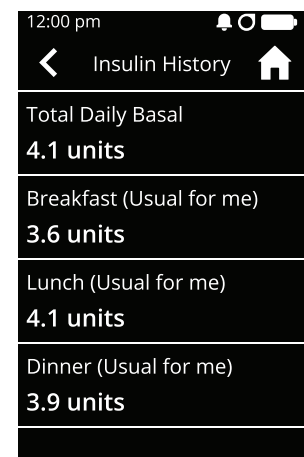 12:00 pm
Insulin History
Total Daily Basal
4.1 units
Breakfast (Usual for me)
3.6 units
Lunch (Usual for me)
4.1 units
Dinner (Usual for me)
3.9 units